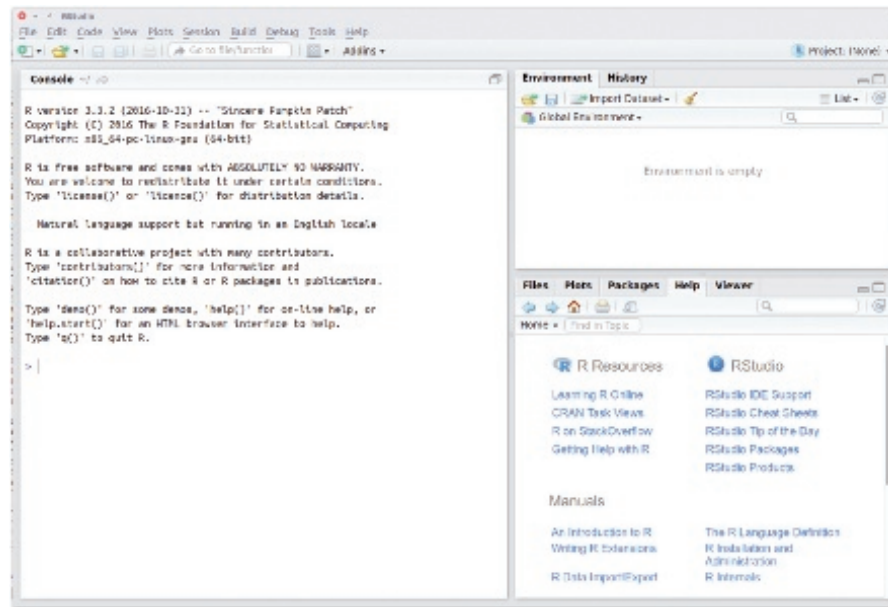 RStudio
File Edit Code View Plots Session Build Debug Tools Help
Go to file/function Addins Project: (None)
Console ~/
R version 3.3.2 (2016-10-31) -- "Sincere Pumpkin Patch"
Copyright (C) 2016 The R Foundation for Statistical Computing
Platform: x86_64-pc-linux-gnu (64-bit)
R is free software and comes with ABSOLUTELY NO WARRANTY.
You are welcome to redistribute it under certain conditions.
Type 'license()' or 'licence()' for distribution details.
Natural language support but running in an English locale
R is a collaborative project with many contributors.
Type 'contributors()' for more information and
'citation()' on how to cite R or R packages in publications.
Type 'demo()' for some demos, 'help()' for on-line help, or
'help.start()' for an HTML browser interface to help.
Type 'q()' to quit R.
>
Environment History
Import Dataset List
Global Environment
Environment is empty
Files Plots Packages Help Viewer
Home Find in Topic
R R Resources
Learning R Online
CRAN Task Views
R on StackOverflow
Getting Help with R
R RStudio
RStudio IDE Support
RStudio Cheat Sheets
RStudio Tip of the Day
RStudio Packages
RStudio Products
Manuals
An Introduction to R
Writing R Extensions
R Data Import/Export
The R Language Definition
R Installation and
Administration
R Internals